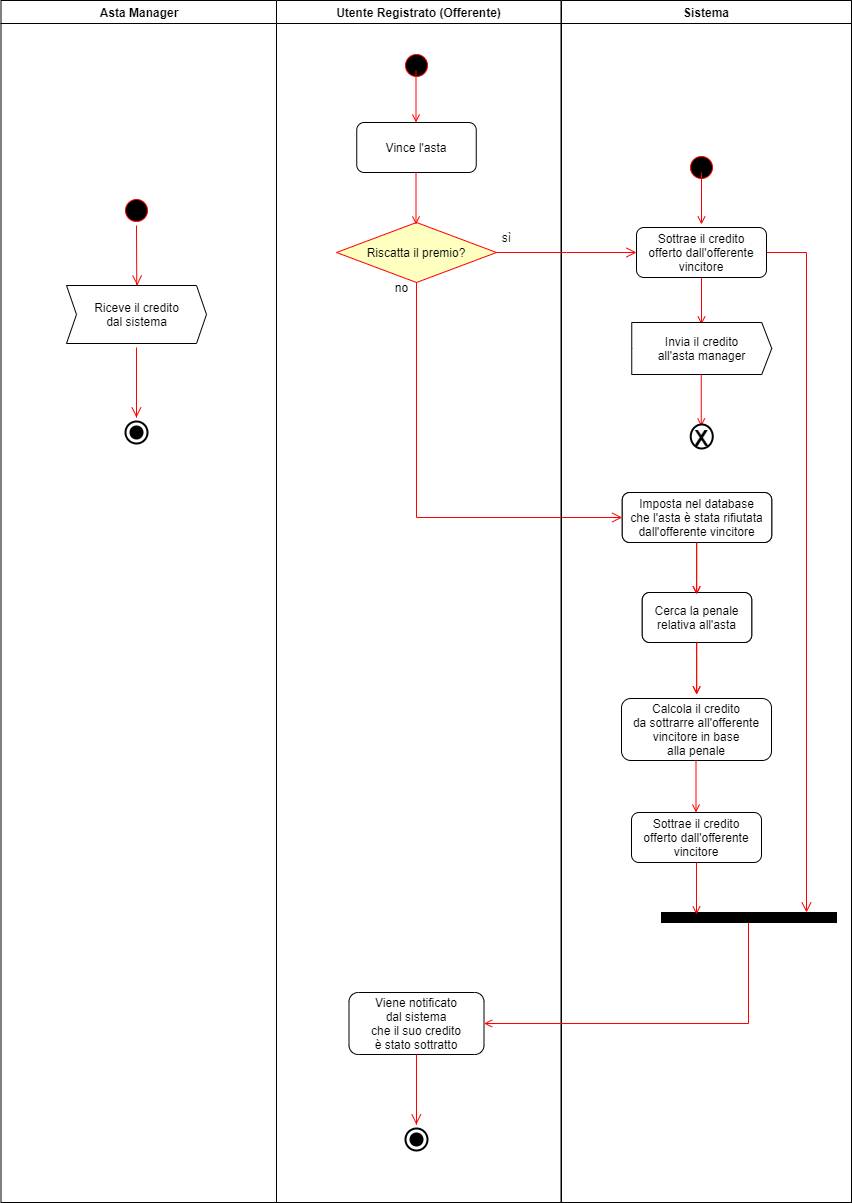 Asta Manager
Utente Registrato (Offerente)
Sistema
Vince l'asta
Riscatta il premio?
sì
no
Sottrae il credito
offerto dall'offerente
vincitore
Riceve il credito
dal sistema
Invia il credito
all'asta manager
X
Imposta nel database
che l'asta è stata rifiutata
dall'offerente vincitore
Cerca la penale
relativa all'asta
Calcola il credito
da sottrarre all'offerente
vincitore in base
alla penale
Sottrae il credito
offerto dall'offerente
vincitore
Viene notificato
dal sistema
che il suo credito
è stato sottratto